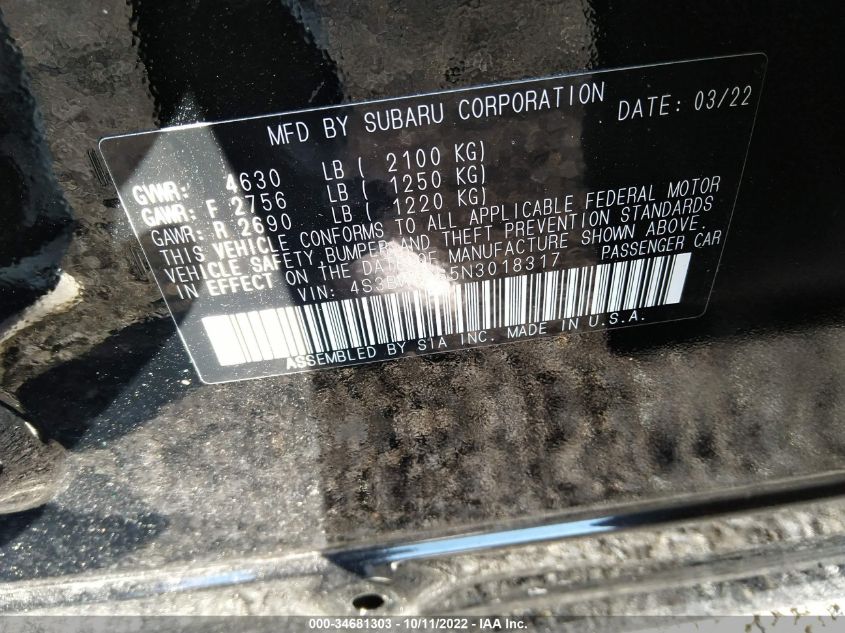 MFD BY SUBARU CORPORATION DATE: 03/22
GVWR: 4630 LB ( 2100 KG)
GAWR: F 2756 LB ( 1250 KG)
GAWR: R 2690 LB ( 1220 KG)
THIS VEHICLE CONFORMS TO ALL APPLICABLE FEDERAL MOTOR
VEHICLE SAFETY, BUMPER AND THEFT PREVENTION STANDARDS
IN EFFECT ON THE DATE OF MANUFACTURE SHOWN ABOVE.
VIN: PASSENGER CAR
ASSEMBLED BY SIA INC. MADE IN U.S.A.
000-34681303 - 10/11/2022 - IAA Inc.